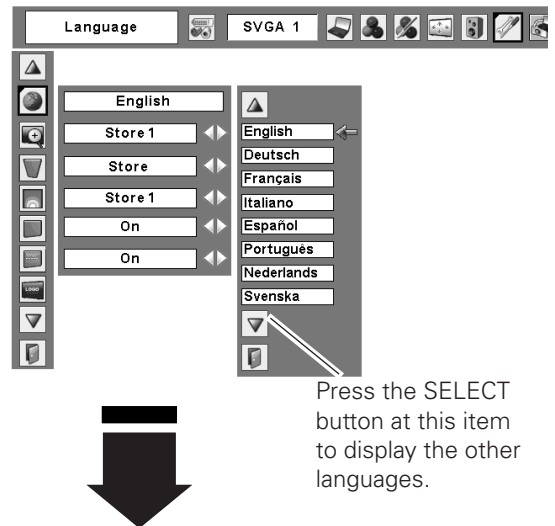 Language
SVGA 1
English
Store 1
Store
Store 1
On
On
English
Deutsch
Français
Italiano
Español
Português
Nederlands
Svenska
LOGO
Press the SELECT
button at this item
to display the other
languages.